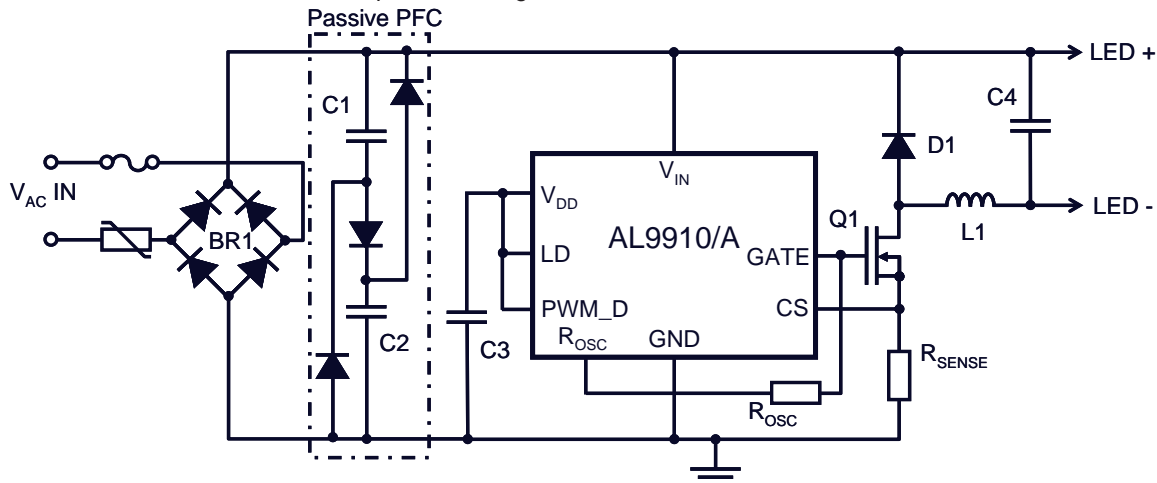 Passive PFC
LED +
C1
C4
V_AC IN
V_IN
D1
V_DD
LED -
BR1
LD
AL9910/A
Q1
L1
GATE
PWM_D
CS
C2
C3
R_OSC
GND
R_SENSE
R_OSC